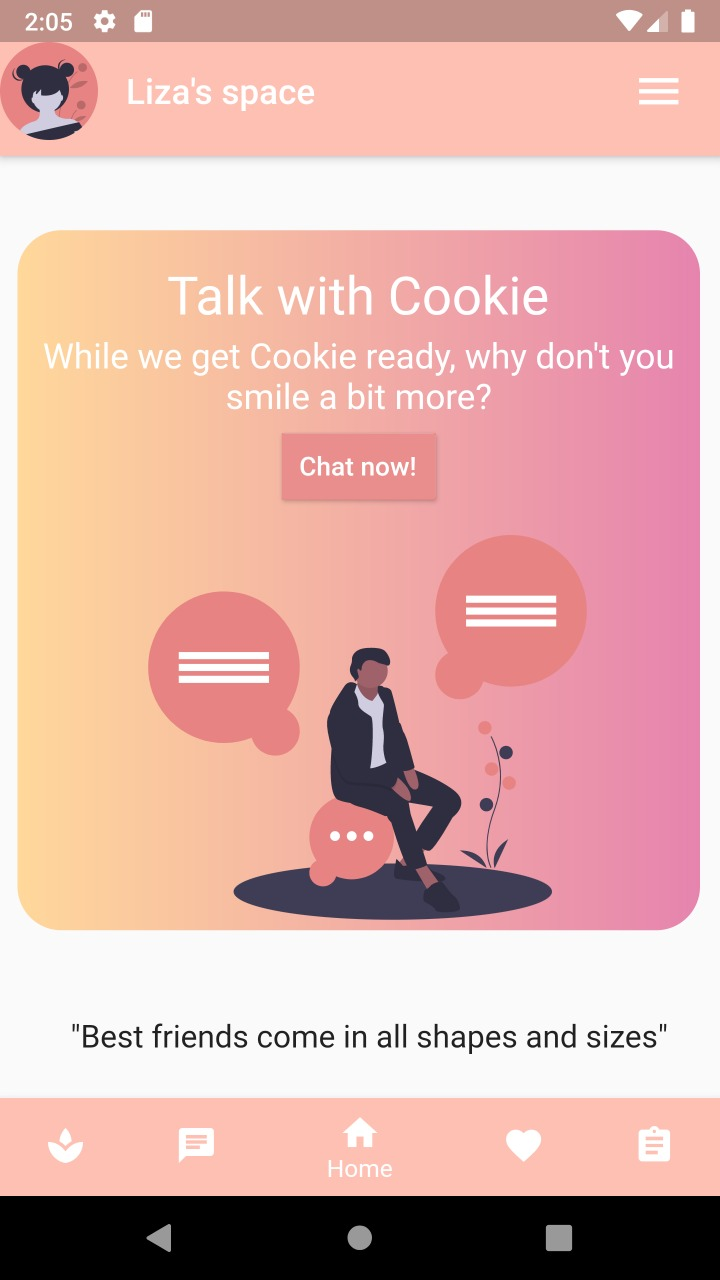 2:05
Liza's space
Talk with Cookie
While we get Cookie ready, why don't you
smile a bit more?
Chat now!
"Best friends come in all shapes and sizes"
Home